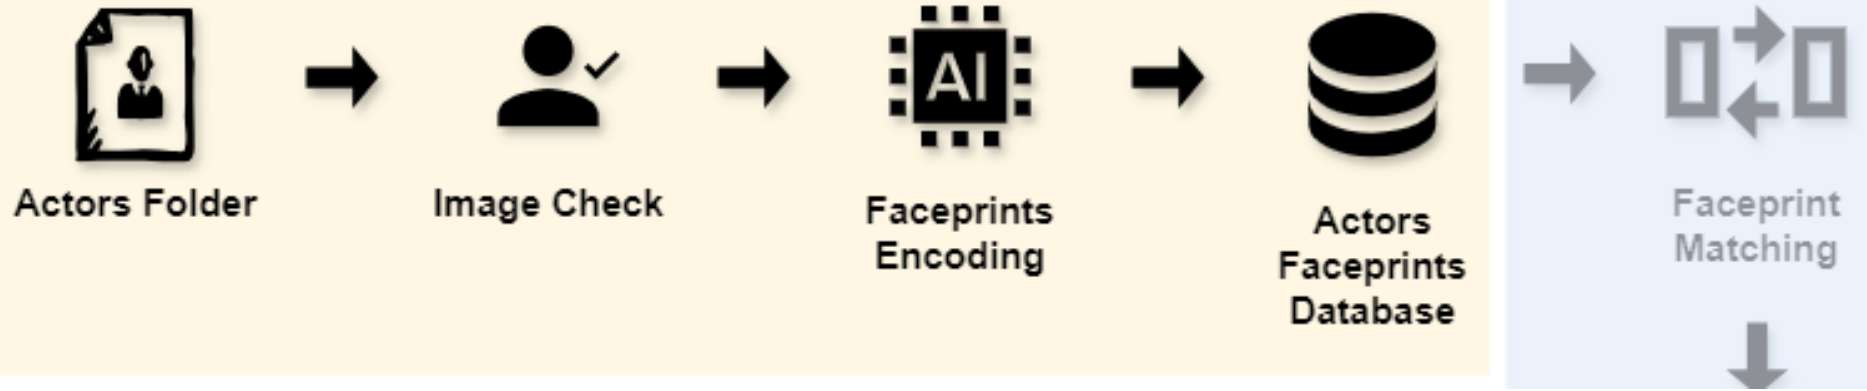 AI
Actors Folder
Image Check
Faceprints
Encoding
Actors
Faceprints
Database
Faceprint
Matching